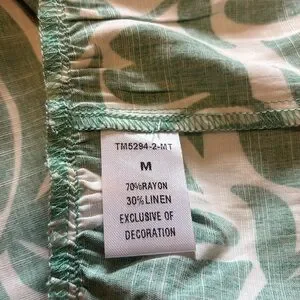 TM5294-2-MT
M
70%RAYON
30%LINEN
EXCLUSIVE OF
DECORATION